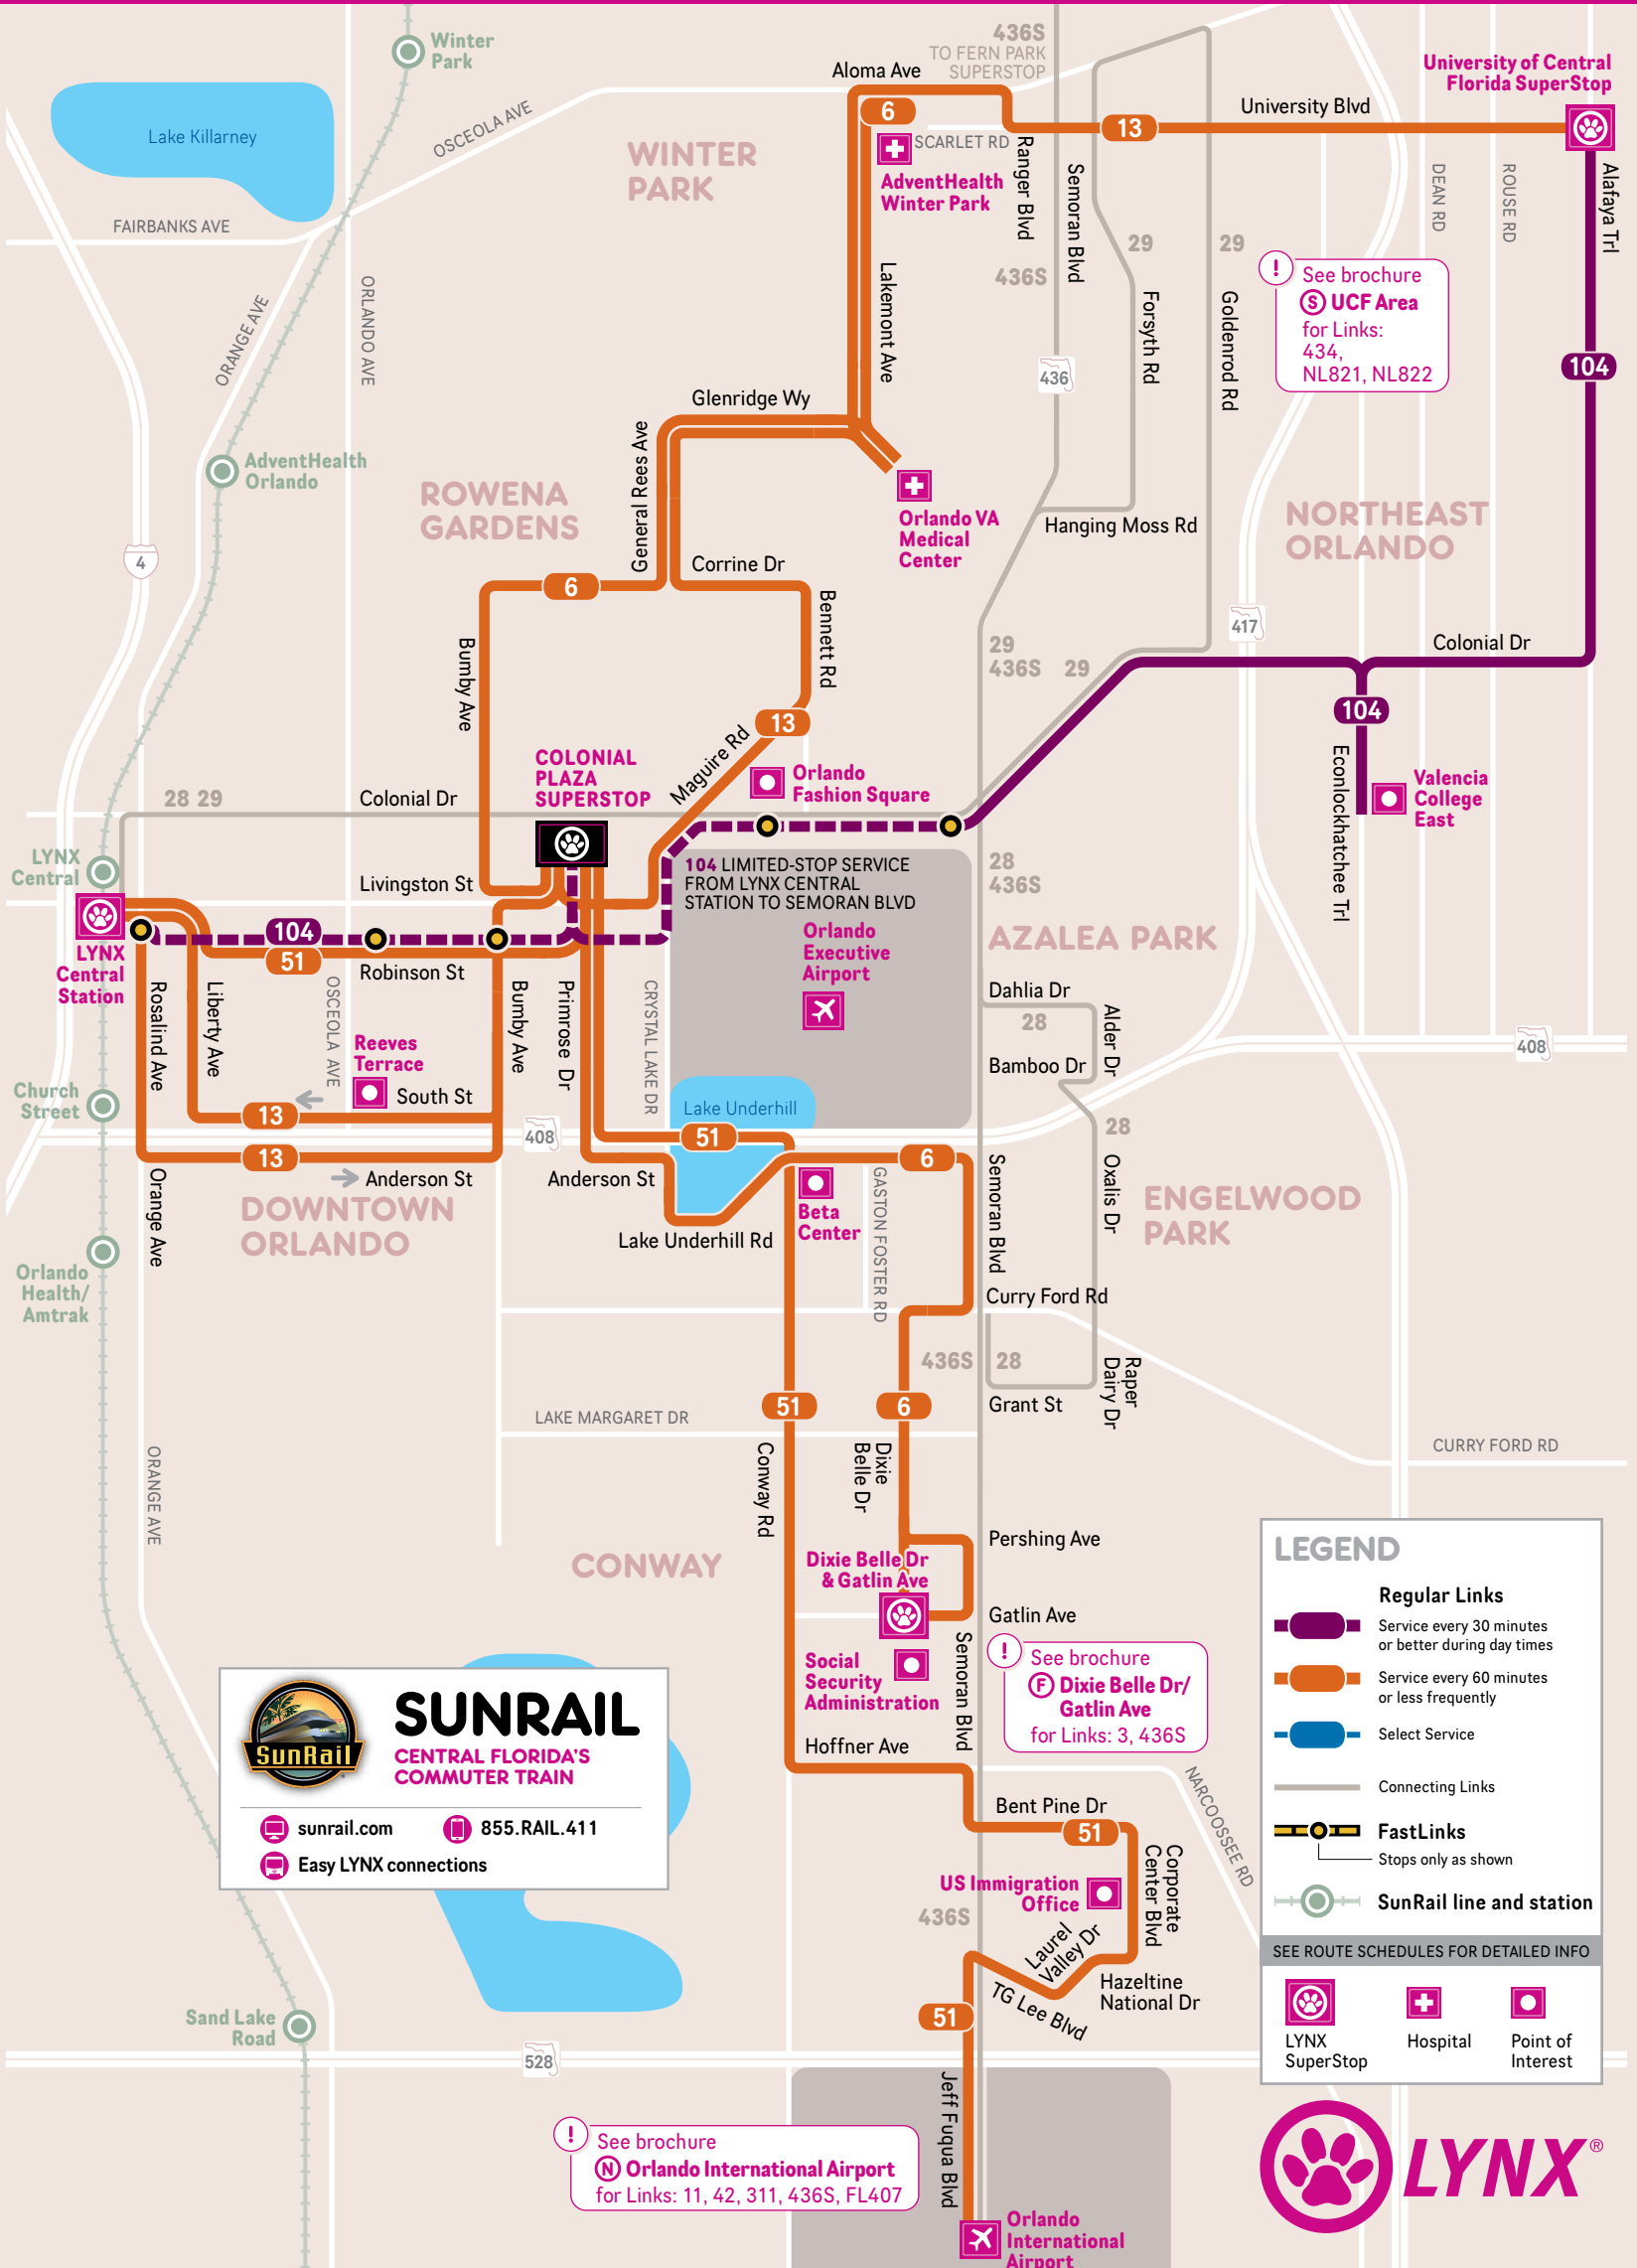 Winter
Park
436S
TO FERN PARK
SUPERSTOP
Aloma Ave
University of Central
Florida SuperStop
University Blvd
6
13
Lake Killarney
OSCEOLA AVE
WINTER
PARK
SCARLET RD
AdventHealth
Winter Park
Ranger Blvd
Semoran Blvd
DEAN RD
ROUSE RD
Alafaya Trl
FAIRBANKS AVE
29
29
436S
Lakemont Ave
Forsyth Rd
Goldenrod Rd
!
See brochure
S UCF Area
for Links:
434,
NL821, NL822
ORANGE AVE
ORLANDO AVE
436
104
Glenridge Wy
General Rees Ave
AdventHealth
Orlando
ROWENA
GARDENS
Orlando VA
Medical
Center
Hanging Moss Rd
NORTHEAST
ORLANDO
4
Corrine Dr
6
Bennett Rd
Bumby Ave
29
436S
29
417
Colonial Dr
104
13
Maguire Rd
COLONIAL
PLAZA
SUPERSTOP
Orlando
Fashion Square
Econlockhatchee Trl
Valencia
College
East
28 29
Colonial Dr
LYNX
Central
Livingston St
104 LIMITED-STOP SERVICE
FROM LYNX CENTRAL
STATION TO SEMORAN BLVD
28
436S
LYNX
Central
Station
104
51
Robinson St
Orlando
Executive
Airport
AZALEA PARK
Rosalind Ave
Liberty Ave
OSCEOLA AVE
Bumby Ave
Primrose Dr
CRYSTAL LAKE DR
Dahlia Dr
28
Alder Dr
Bamboo Dr
408
Reeves
Terrace
South St
Church
Street
13
Lake Underhill
408
51
28
13
Anderson St
Anderson St
6
Orange Ave
DOWNTOWN
ORLANDO
Lake Underhill Rd
Beta
Center
GASTON FOSTER RD
Semoran Blvd
Oxalis Dr
ENGELWOOD
PARK
Orlando
Health/
Amtrak
Curry Ford Rd
436S
28
Raper
Dairy Dr
Grant St
51
6
LAKE MARGARET DR
CURRY FORD RD
ORANGE AVE
Conway Rd
Dixie
Belle Dr
Pershing Ave
CONWAY
Dixie Belle Dr
& Gatlin Ave
Gatlin Ave
Social
Security
Administration
Semoran Blvd
!
See brochure
F Dixie Belle Dr/
Gatlin Ave
for Links: 3, 436S
Hoffner Ave
NARCOOSSEE RD
Bent Pine Dr
51
Corporate
Center Blvd
US Immigration
Office
436S
Laurel
Valley Dr
Hazeltine
National Dr
TG Lee Blvd
51
SunRail
SUNRAIL
CENTRAL FLORIDA'S
COMMUTER TRAIN
sunrail.com
855.RAIL.411
Easy LYNX connections
Sand Lake
Road
528
Jeff Fuqua Blvd
!
See brochure
N Orlando International Airport
for Links: 11, 42, 311, 436S, FL407
Orlando
International
Airport
LEGEND
Regular Links
Service every 30 minutes
or better during day times
Service every 60 minutes
or less frequently
Select Service
Connecting Links
FastLinks
Stops only as shown
SunRail line and station
SEE ROUTE SCHEDULES FOR DETAILED INFO
LYNX
SuperStop
Hospital
Point of
Interest
LYNX®